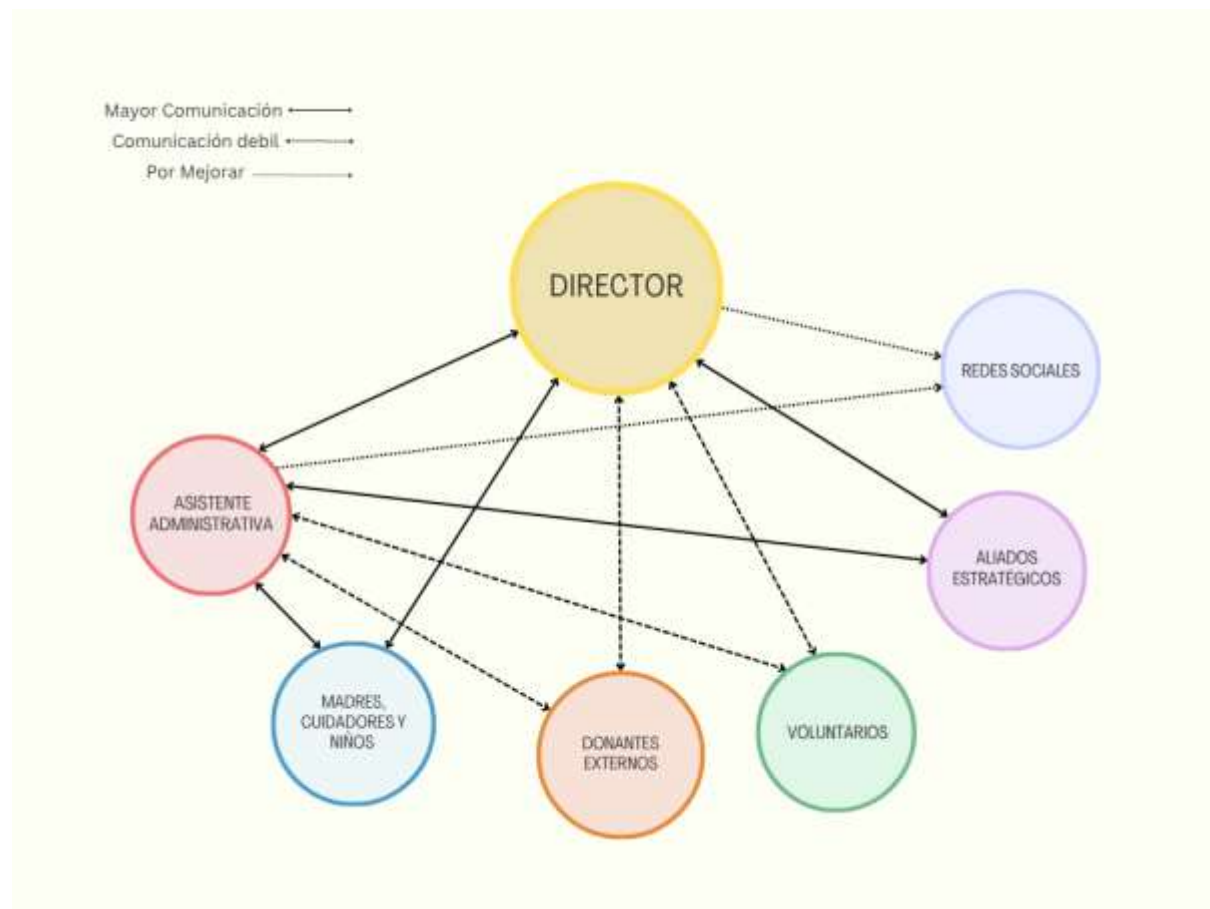 Mayor Comunicación
Comunicación debil
Por Mejorar
DIRECTOR
REDES SOCIALES
ASISTENTE
ADMINISTRATIVA
ALIADOS
ESTRATÉGICOS
MADRES,
CUIDADORES Y
NIÑOS
DONANTES
EXTERNOS
VOLUNTARIOS